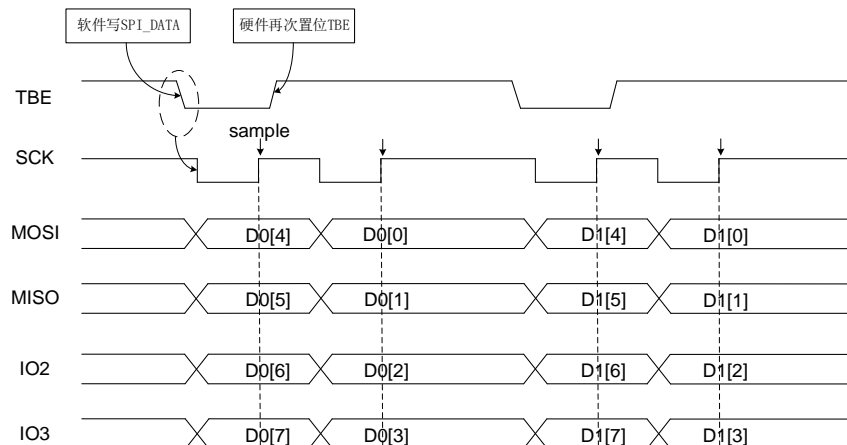 软件写SPI_DATA 硬件再次置位TBE
TBE
sample
SCK
MOSI D0[4] D0[0] D1[4] D1[0]
MISO D0[5] D0[1] D1[5] D1[1]
IO2 D0[6] D0[2] D1[6] D1[2]
IO3 D0[7] D0[3] D1[7] D1[3]